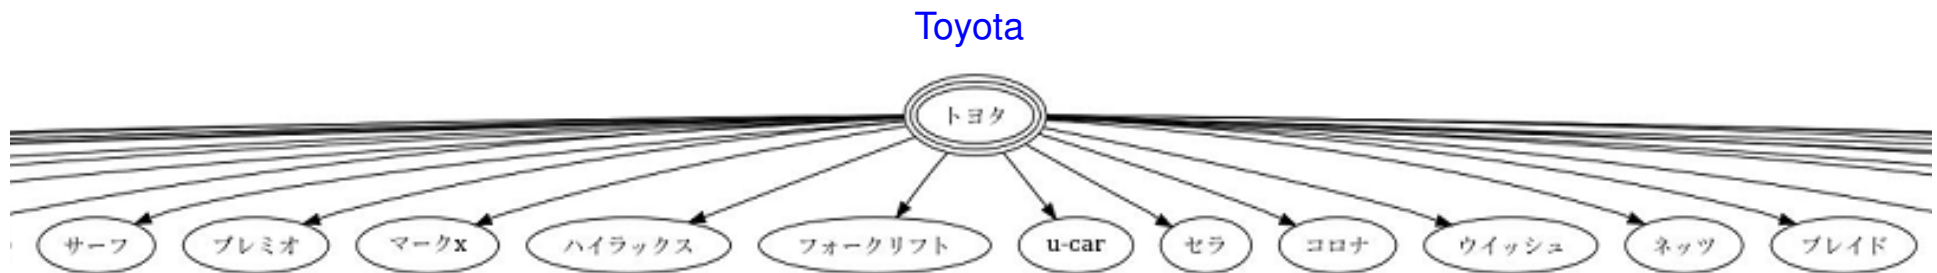 Toyota
トヨタ
サーフ プレミオ マークx ハイラックス フォークリフト u-car セラ コロナ ウイッシュ ネッツ ブレイド